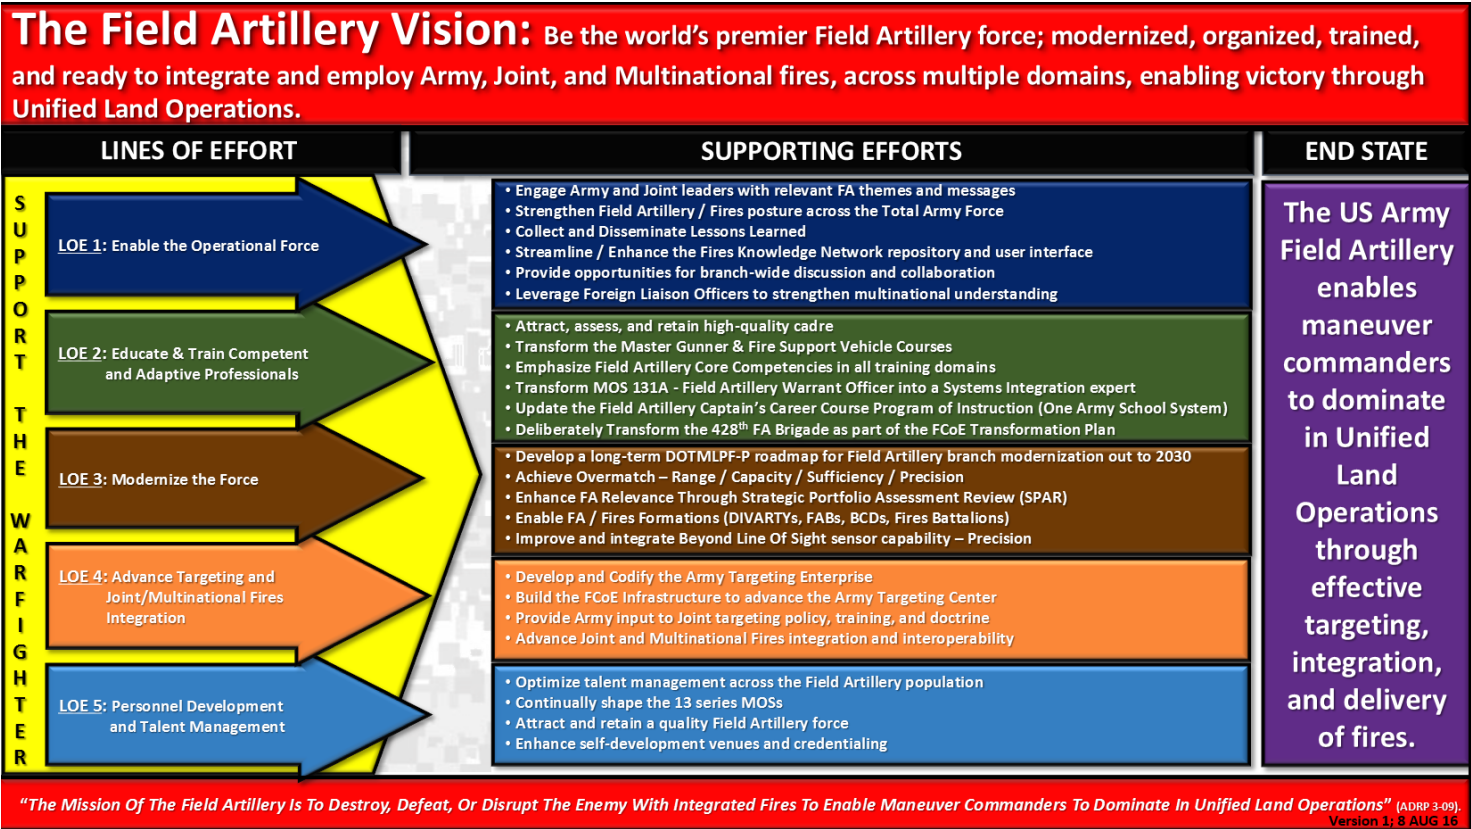 The Field Artillery Vision: Be the world's premier Field Artillery force; modernized, organized, trained,
and ready to integrate and employ Army, Joint, and Multinational fires, across multiple domains, enabling victory through
Unified Land Operations.
LINES OF EFFORT
SUPPORTING EFFORTS
END STATE
SUPPORT THE WARFIGHTER
LOE 1: Enable the Operational Force
• Engage Army and Joint leaders with relevant FA themes and messages
• Strengthen Field Artillery / Fires posture across the Total Army Force
• Collect and Disseminate Lessons Learned
• Streamline / Enhance the Fires Knowledge Network repository and user interface
• Provide opportunities for branch-wide discussion and collaboration
• Leverage Foreign Liaison Officers to strengthen multinational understanding
LOE 2: Educate & Train Competent
and Adaptive Professionals
• Attract, assess, and retain high-quality cadre
• Transform the Master Gunner & Fire Support Vehicle Courses
• Emphasize Field Artillery Core Competencies in all training domains
• Transform MOS 131A - Field Artillery Warrant Officer into a Systems Integration expert
• Update the Field Artillery Captain's Career Course Program of Instruction (One Army School System)
• Deliberately Transform the 428th FA Brigade as part of the FCoE Transformation Plan
LOE 3: Modernize the Force
• Develop a long-term DOTMLPF-P roadmap for Field Artillery branch modernization out to 2030
• Achieve Overmatch – Range / Capacity / Sufficiency / Precision
• Enhance FA Relevance Through Strategic Portfolio Assessment Review (SPAR)
• Enable FA / Fires Formations (DIVARTYs, FABs, BCDs, Fires Battalions)
• Improve and integrate Beyond Line Of Sight sensor capability – Precision
LOE 4: Advance Targeting and
Joint/Multinational Fires
Integration
• Develop and Codify the Army Targeting Enterprise
• Build the FCoE Infrastructure to advance the Army Targeting Center
• Provide Army input to Joint targeting policy, training, and doctrine
• Advance Joint and Multinational Fires integration and interoperability
LOE 5: Personnel Development
and Talent Management
• Optimize talent management across the Field Artillery population
• Continually shape the 13 series MOSs
• Attract and retain a quality Field Artillery force
• Enhance self-development venues and credentialing
The US Army
Field Artillery
enables
maneuver
commanders
to dominate
in Unified
Land
Operations
through
effective
targeting,
integration,
and delivery
of fires.
"The Mission Of The Field Artillery Is To Destroy, Defeat, Or Disrupt The Enemy With Integrated Fires To Enable Maneuver Commanders To Dominate In Unified Land Operations" (ADRP 3-09).
Version 1; 8 AUG 16